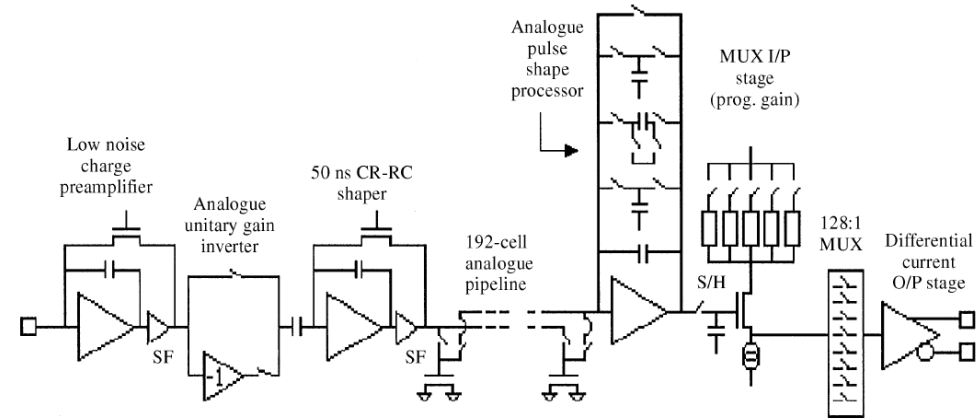 Analogue
pulse
shape
processor
MUX I/P
stage
(prog. gain)
Low noise
charge
preamplifier
Analogue
unitary gain
inverter
50 ns CR-RC
shaper
192-cell
analogue
pipeline
S/H
128:1
MUX
Differential
current
O/P stage
SF
SF
-1